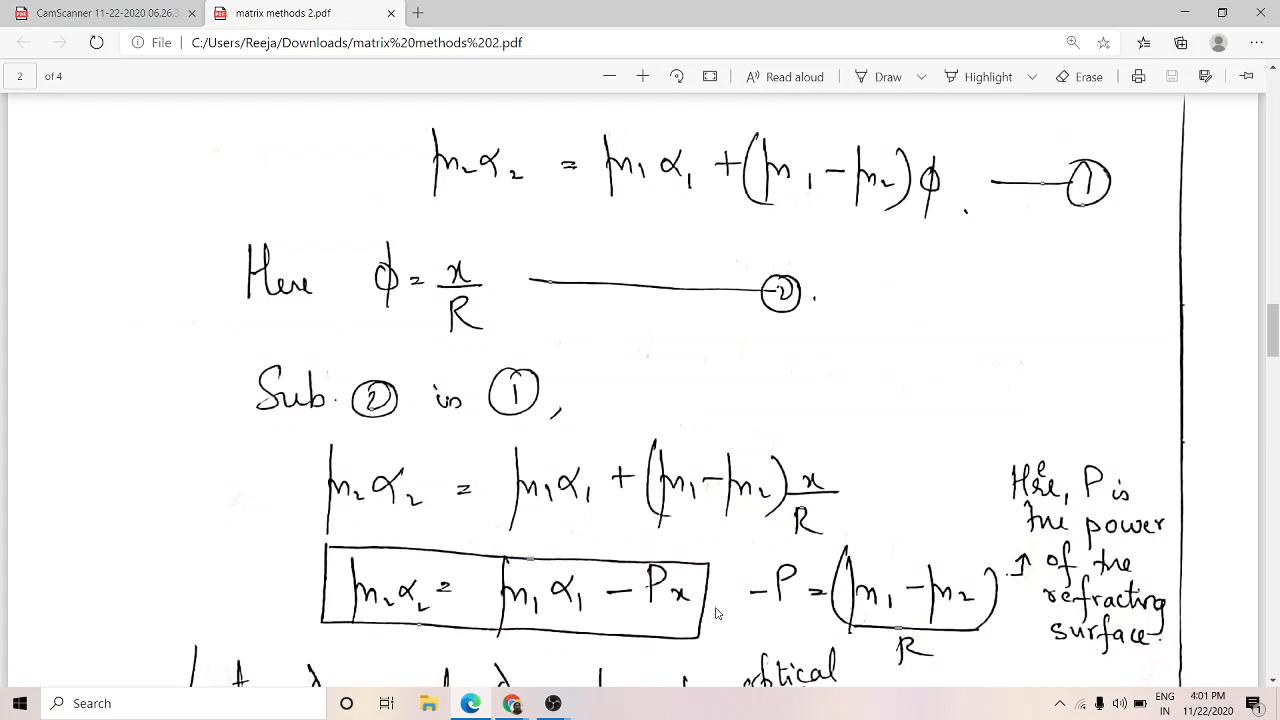 CamScanner 11-22-2020 06.26.3
matrix methods 2.pdf
File C:/Users/Reeja/Downloads/matrix%20methods%202.pdf
2 of 4 Read aloud Draw Highlight Erase
μ₂α₂ = μ₁α₁ + (μ₁ − μ₂)ϕ. — ①
Here ϕ = x/R — ②.
Sub. ② in ①,
μ₂α₂ = μ₁α₁ + (μ₁ − μ₂) x/R
μ₂α₂ = μ₁α₁ − Px
−P = (μ₁ − μ₂)/R
Here, P is
the power
of the
refracting
surface.
optical
Search
ENG
IN
4:01 PM
11/22/2020